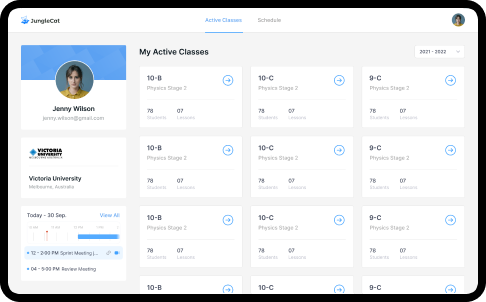 JungleCat
Active Classes
Schedule
Jenny Wilson
jenny.wilson@gmail.com
VICTORIA
UNIVERSITY
MELBOURNE AUSTRALIA
Victoria University
Melbourne, Australia
Today - 30 Sep.
View All
12 - 2:00 PM Sprint Meeting (...
04 - 5:00 PM Review Meeting
My Active Classes
2021 - 2022
10-B
Physics Stage 2
78 07
Students Lessons
10-C
Physics Stage 2
78 07
Students Lessons
9-C
Physics Stage 2
78 07
Students Lessons
10-B
Physics Stage 2
78 07
Students Lessons
10-C
Physics Stage 2
78 07
Students Lessons
9-C
Physics Stage 2
78 07
Students Lessons
10-B
Physics Stage 2
78 07
Students Lessons
10-C
Physics Stage 2
78 07
Students Lessons
9-C
Physics Stage 2
78 07
Students Lessons
10-B
10-C
9-C